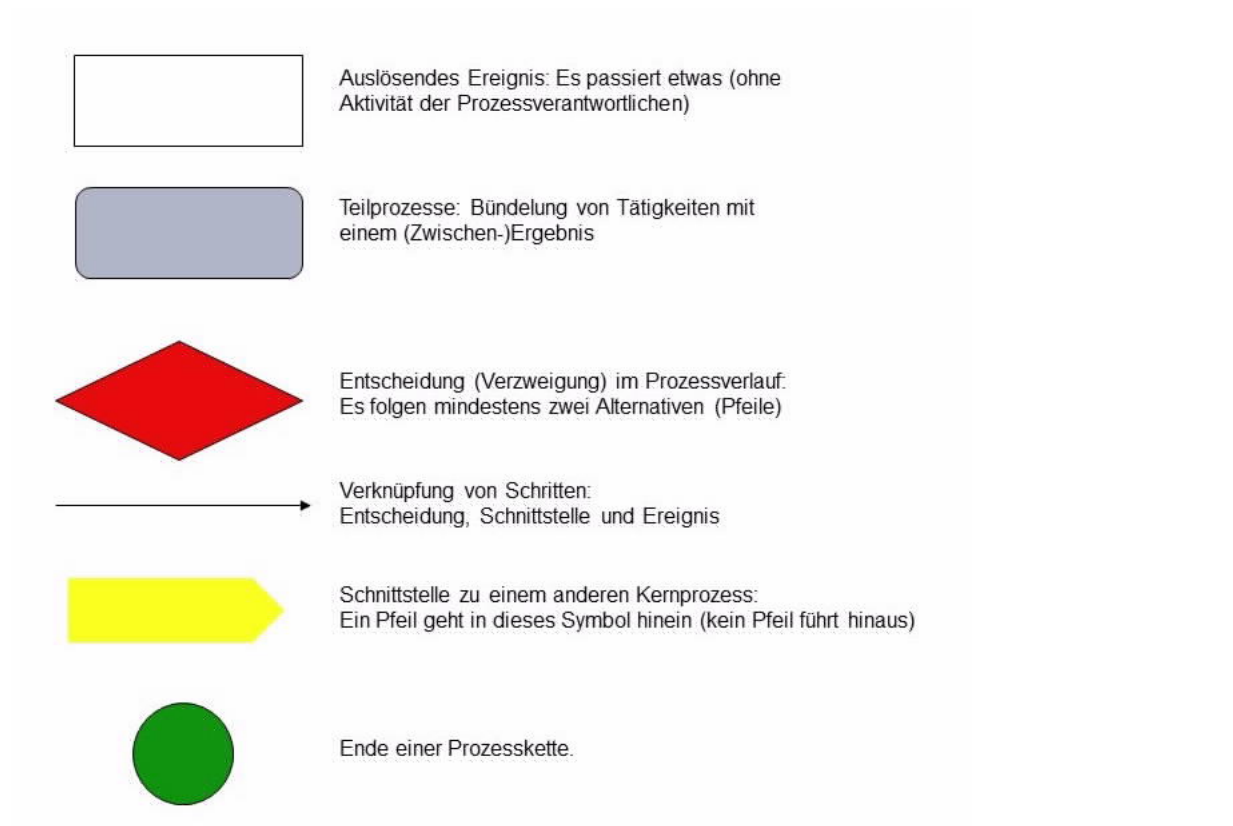 Auslösendes Ereignis: Es passiert etwas (ohne
Aktivität der Prozessverantwortlichen)
Teilprozesse: Bündelung von Tätigkeiten mit
einem (Zwischen-)Ergebnis
Entscheidung (Verzweigung) im Prozessverlauf:
Es folgen mindestens zwei Alternativen (Pfeile)
Verknüpfung von Schritten:
Entscheidung, Schnittstelle und Ereignis
Schnittstelle zu einem anderen Kernprozess:
Ein Pfeil geht in dieses Symbol hinein (kein Pfeil führt hinaus)
Ende einer Prozesskette.